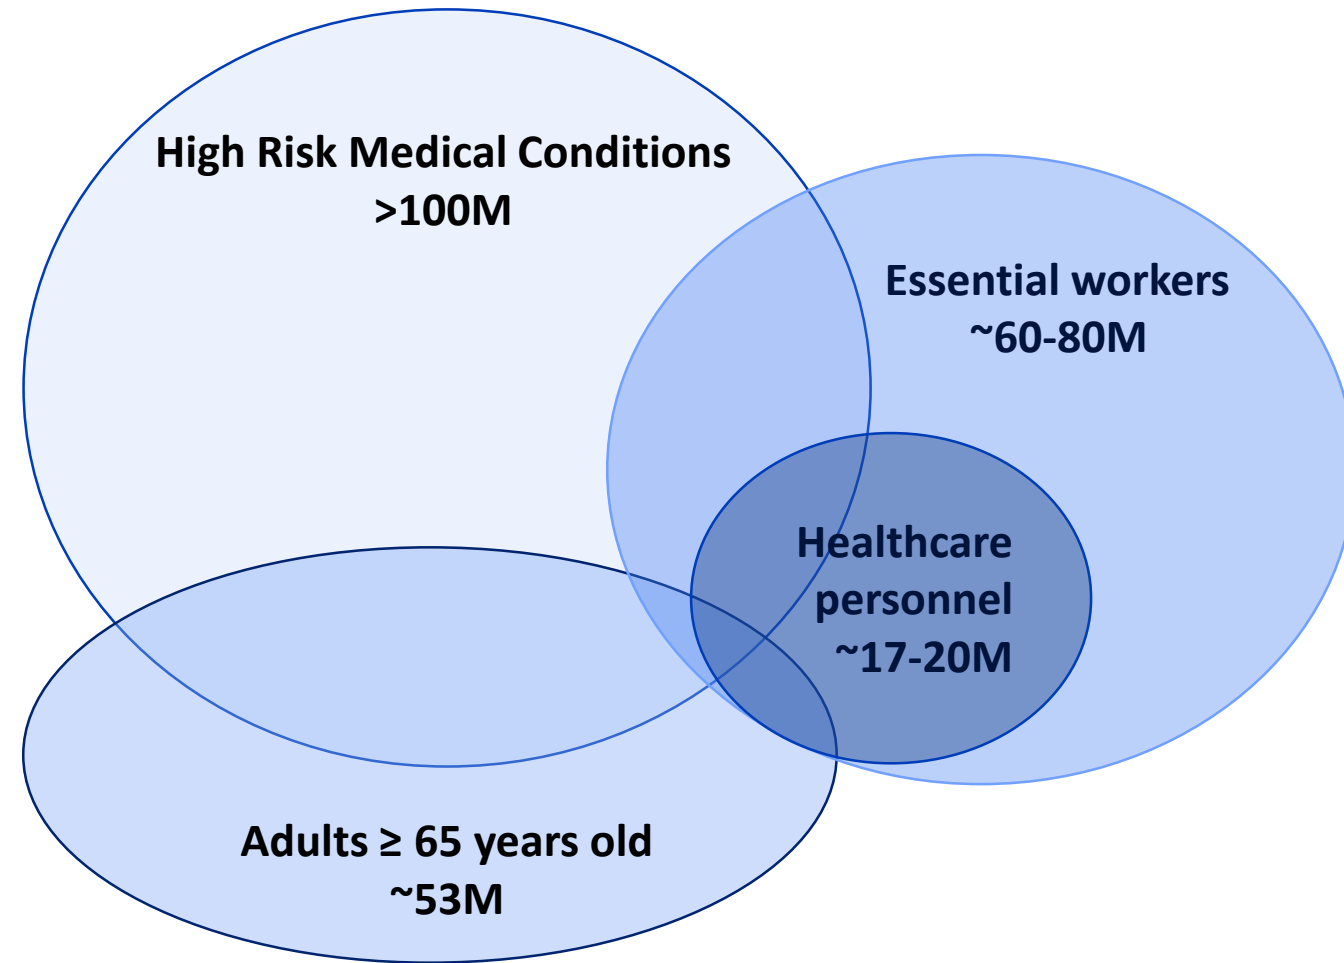 High Risk Medical Conditions
>100M
Essential workers
~60-80M
Healthcare
personnel
~17-20M
Adults ≥ 65 years old
~53M